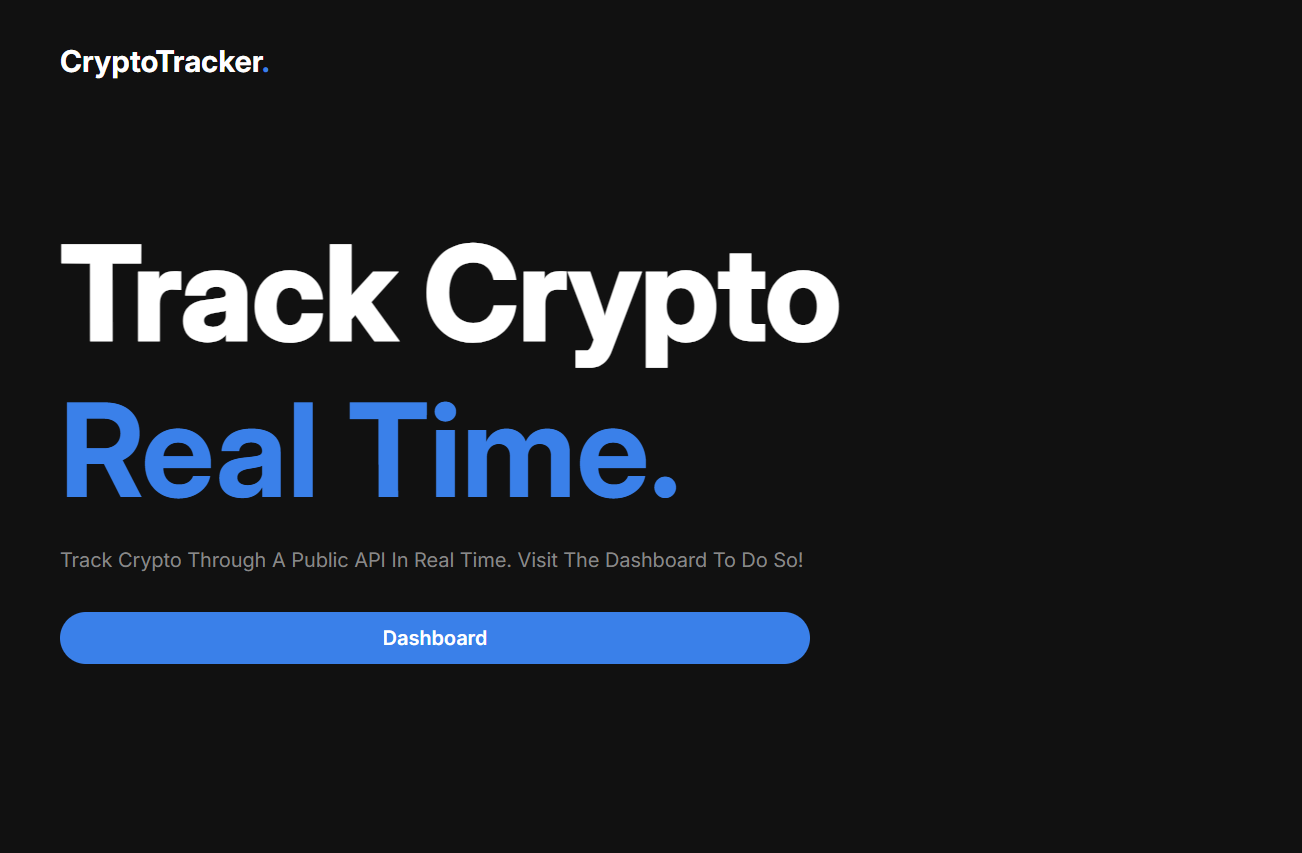 CryptoTracker.
Track Crypto
Real Time.
Track Crypto Through A Public API In Real Time. Visit The Dashboard To Do So!
Dashboard